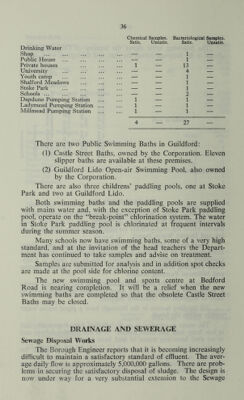 36
Chemical Samples. Bacteriological Samples.
Satis. Unsatis. Satis. Unsatis.
Drinking Water
Shop ... ... ... ... — — 1 —
Public House ... ... ... — — 1 —
Private houses ... ... ... 1 — 13 —
University ... ... ... — — 4 —
Youth camp ... ... ... — — 1 —
Shalford Meadows ... ... — — 1 —
Stoke Park ... ... ... — — 1 —
Schools ... ... ... ... — — 2 —
Dapdune Pumping Station ... 1 — 1 —
Ladymead Pumping Station ... 1 — 1 —
Millmead Pumping Station ... 1 — 1 —
4 — 27 —
There are two Public Swimming Baths in Guildford:
(1) Castle Street Baths, owned by the Corporation. Eleven
slipper baths are available at these premises.
(2) Guildford Lido Open-air Swimming Pool, also owned
by the Corporation.
There are also three childrens' paddling pools, one at Stoke
Park and two at Guildford Lido.
Both swimming baths and the paddling pools are supplied
with mains water and, with the exception of Stoke Park paddling
pool, operate on the "break-point" chlorination system. The water
in Stoke Park paddling pool is chlorinated at frequent intervals
during the summer season.
Many schools now have swimming baths, some of a very high
standard, and at the invitation of the head teachers the Depart-
ment has continued to take samples and advise on treatment.
Samples are submitted for analysis and in addition spot checks
are made at the pool side for chlorine content.
The new swimming pool and sports centre at Bedford
Road is nearing completion. It will be a relief when the new
swimming baths are completed so that the obsolete Castle Street
Baths may be closed.
DRAINAGE AND SEWERAGE
Sewage Disposal Works
The Borough Engineer reports that it is becoming increasingly
difficult to maintain a satisfactory standard of effluent. The aver-
age daily flow is approximately 5,000,000 gallons. There are prob-
lems in securing the satisfactory disposal of sludge. The design is
now under way for a very substantial extension to the Sewage